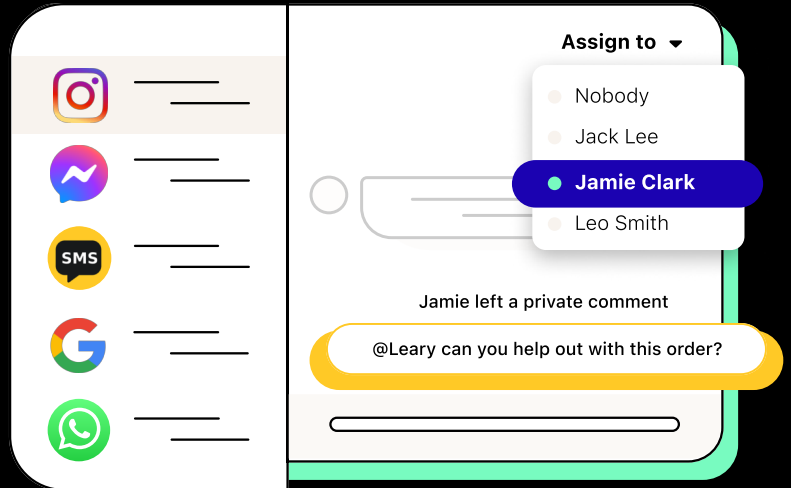 Assign to
Nobody
Jack Lee
Jamie Clark
SMS
Leo Smith
Jamie left a private comment
@Leary can you help out with this order?